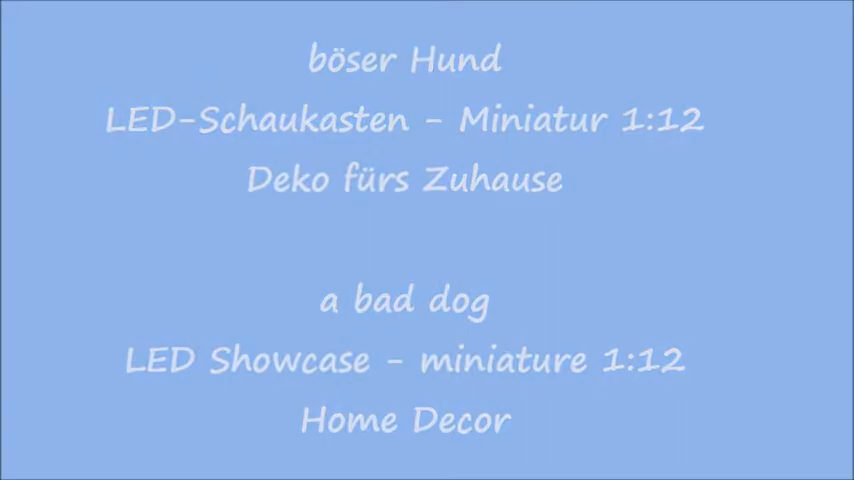 böser Hund
LED-Schaukasten - Miniatur 1:12
Deko fürs Zuhause
a bad dog
LED Showcase - miniature 1:12
Home Decor